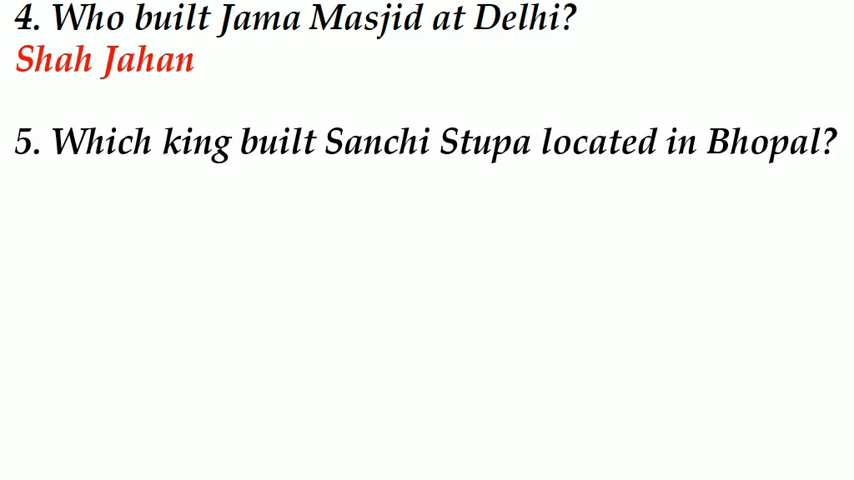 4. Who built Jama Masjid at Delhi?
Shah Jahan
5. Which king built Sanchi Stupa located in Bhopal?